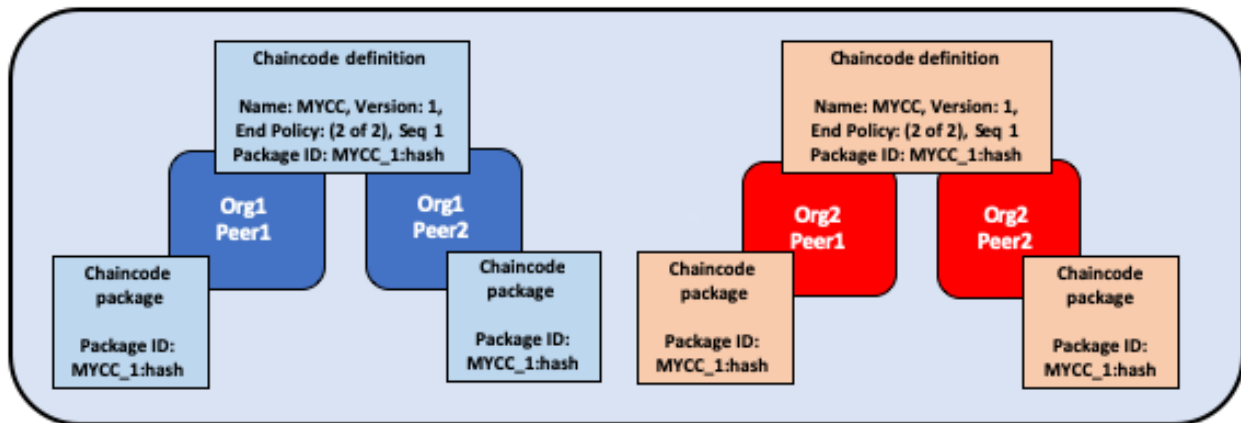 Chaincode definition
Name: MYCC, Version: 1,
End Policy: (2 of 2), Seq 1
Package ID: MYCC_1:hash
Org1
Peer1
Org1
Peer2
Chaincode
package
Package ID:
MYCC_1:hash
Chaincode
package
Package ID:
MYCC_1:hash
Chaincode definition
Name: MYCC, Version: 1,
End Policy: (2 of 2), Seq 1
Package ID: MYCC_1:hash
Org2
Peer1
Org2
Peer2
Chaincode
package
Package ID:
MYCC_1:hash
Chaincode
package
Package ID:
MYCC_1:hash